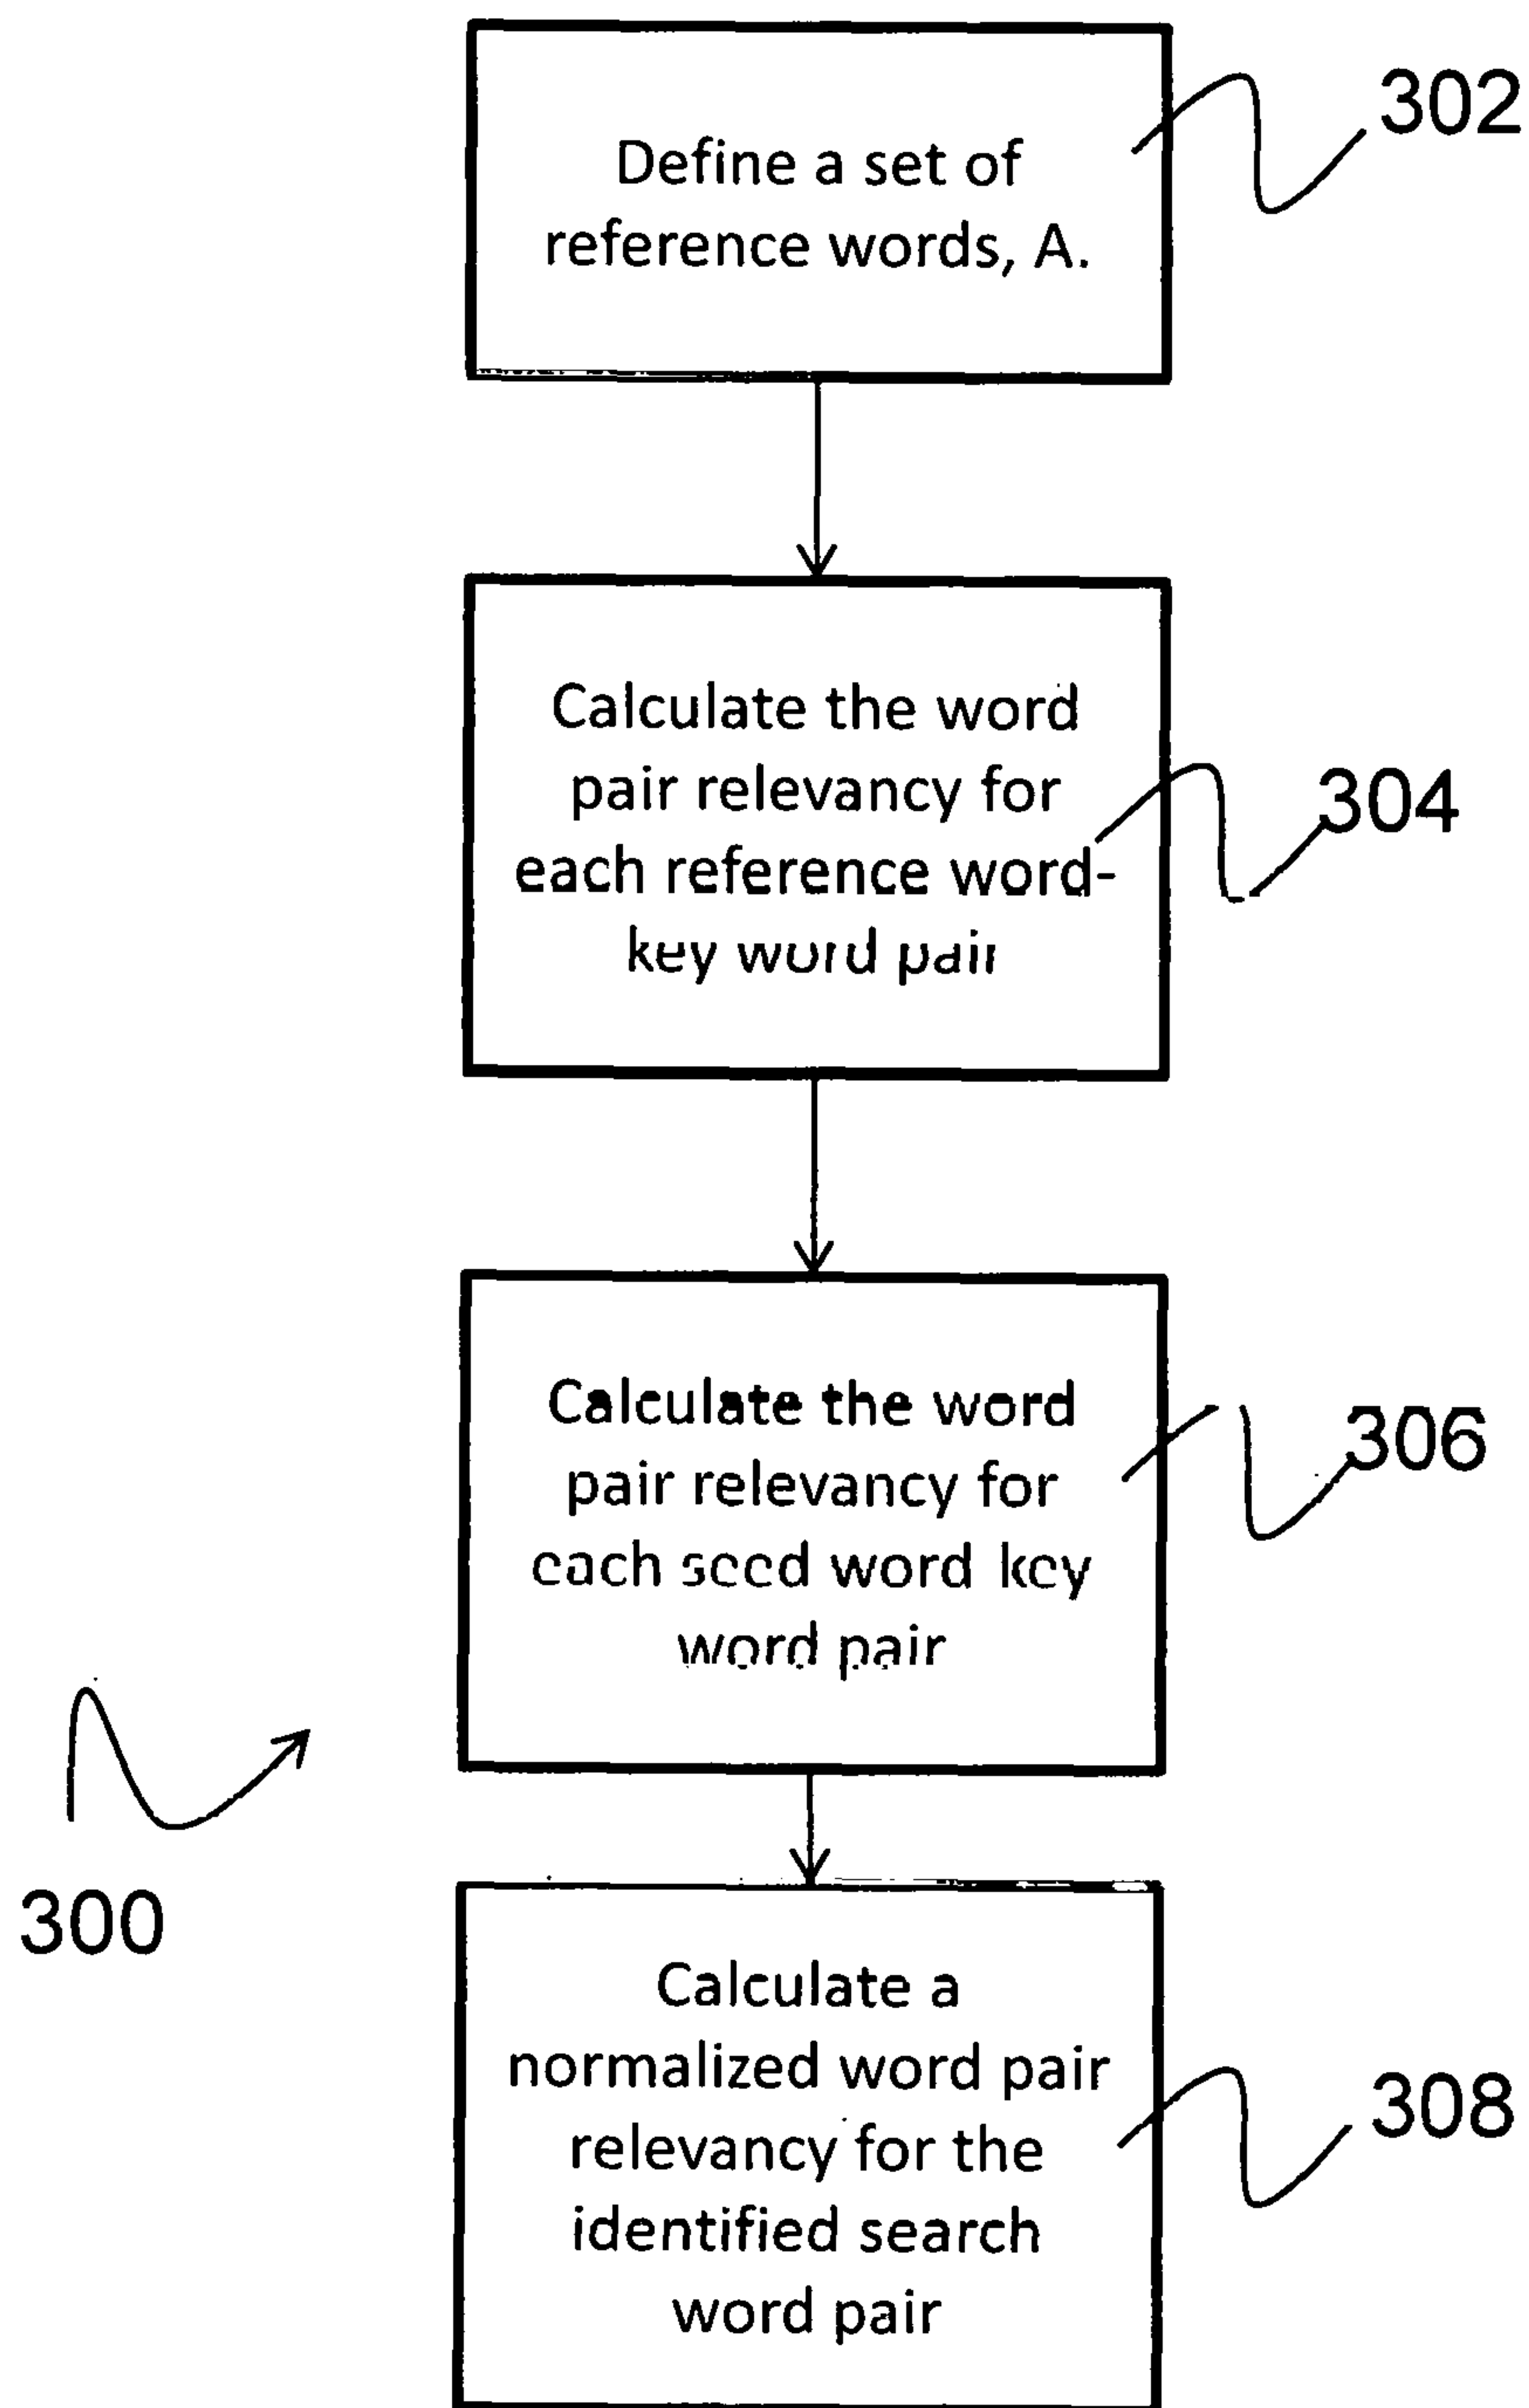 Define a set of
reference words, A.
302
Calculate the word
pair relevancy for
each reference word-
key word pair
304
Calculate the word
pair relevancy for
each seed word key
word pair
306
300
Calculate a
normalized word pair
relevancy for the
identified search
word pair
308